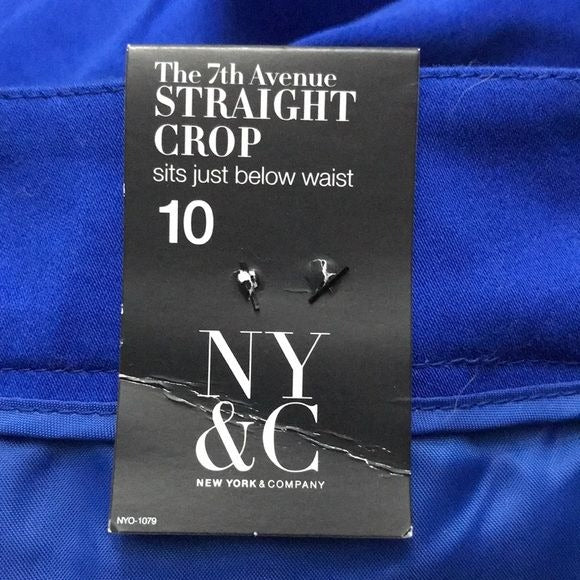 The 7th Avenue
STRAIGHT
CROP
sits just below waist
10
NY
&C
NEW YORK & COMPANY
NYO-1079